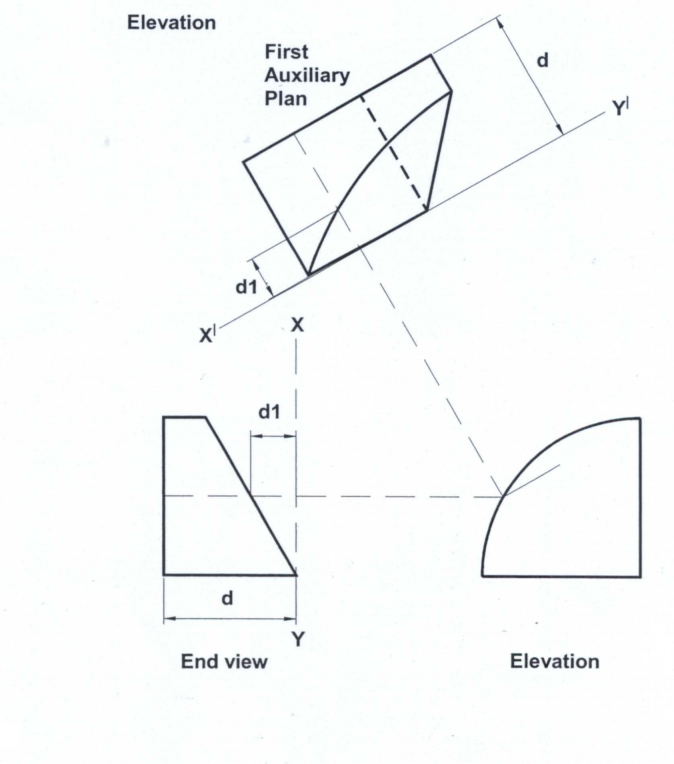 Elevation
First
Auxiliary
Plan
d
Y|
d1
X|
X
d1
d
Y
End view
Elevation